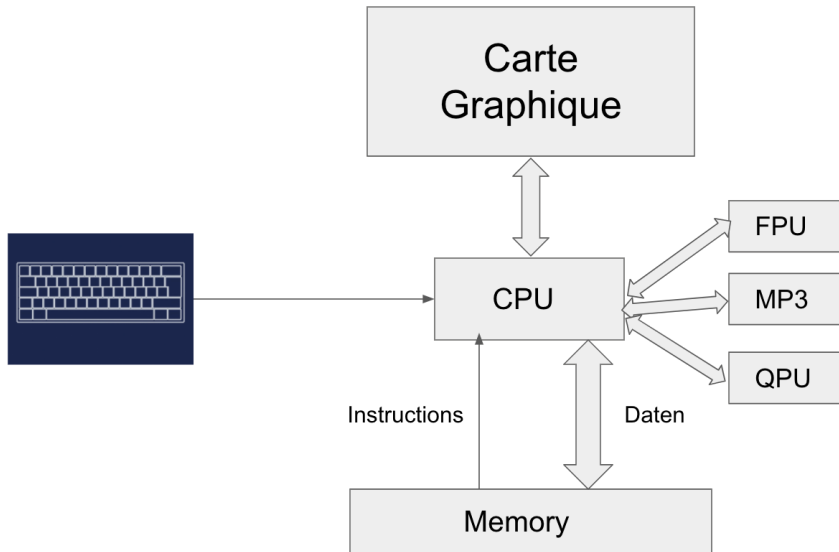 Carte
Graphique
FPU
CPU
MP3
QPU
Instructions
Daten
Memory